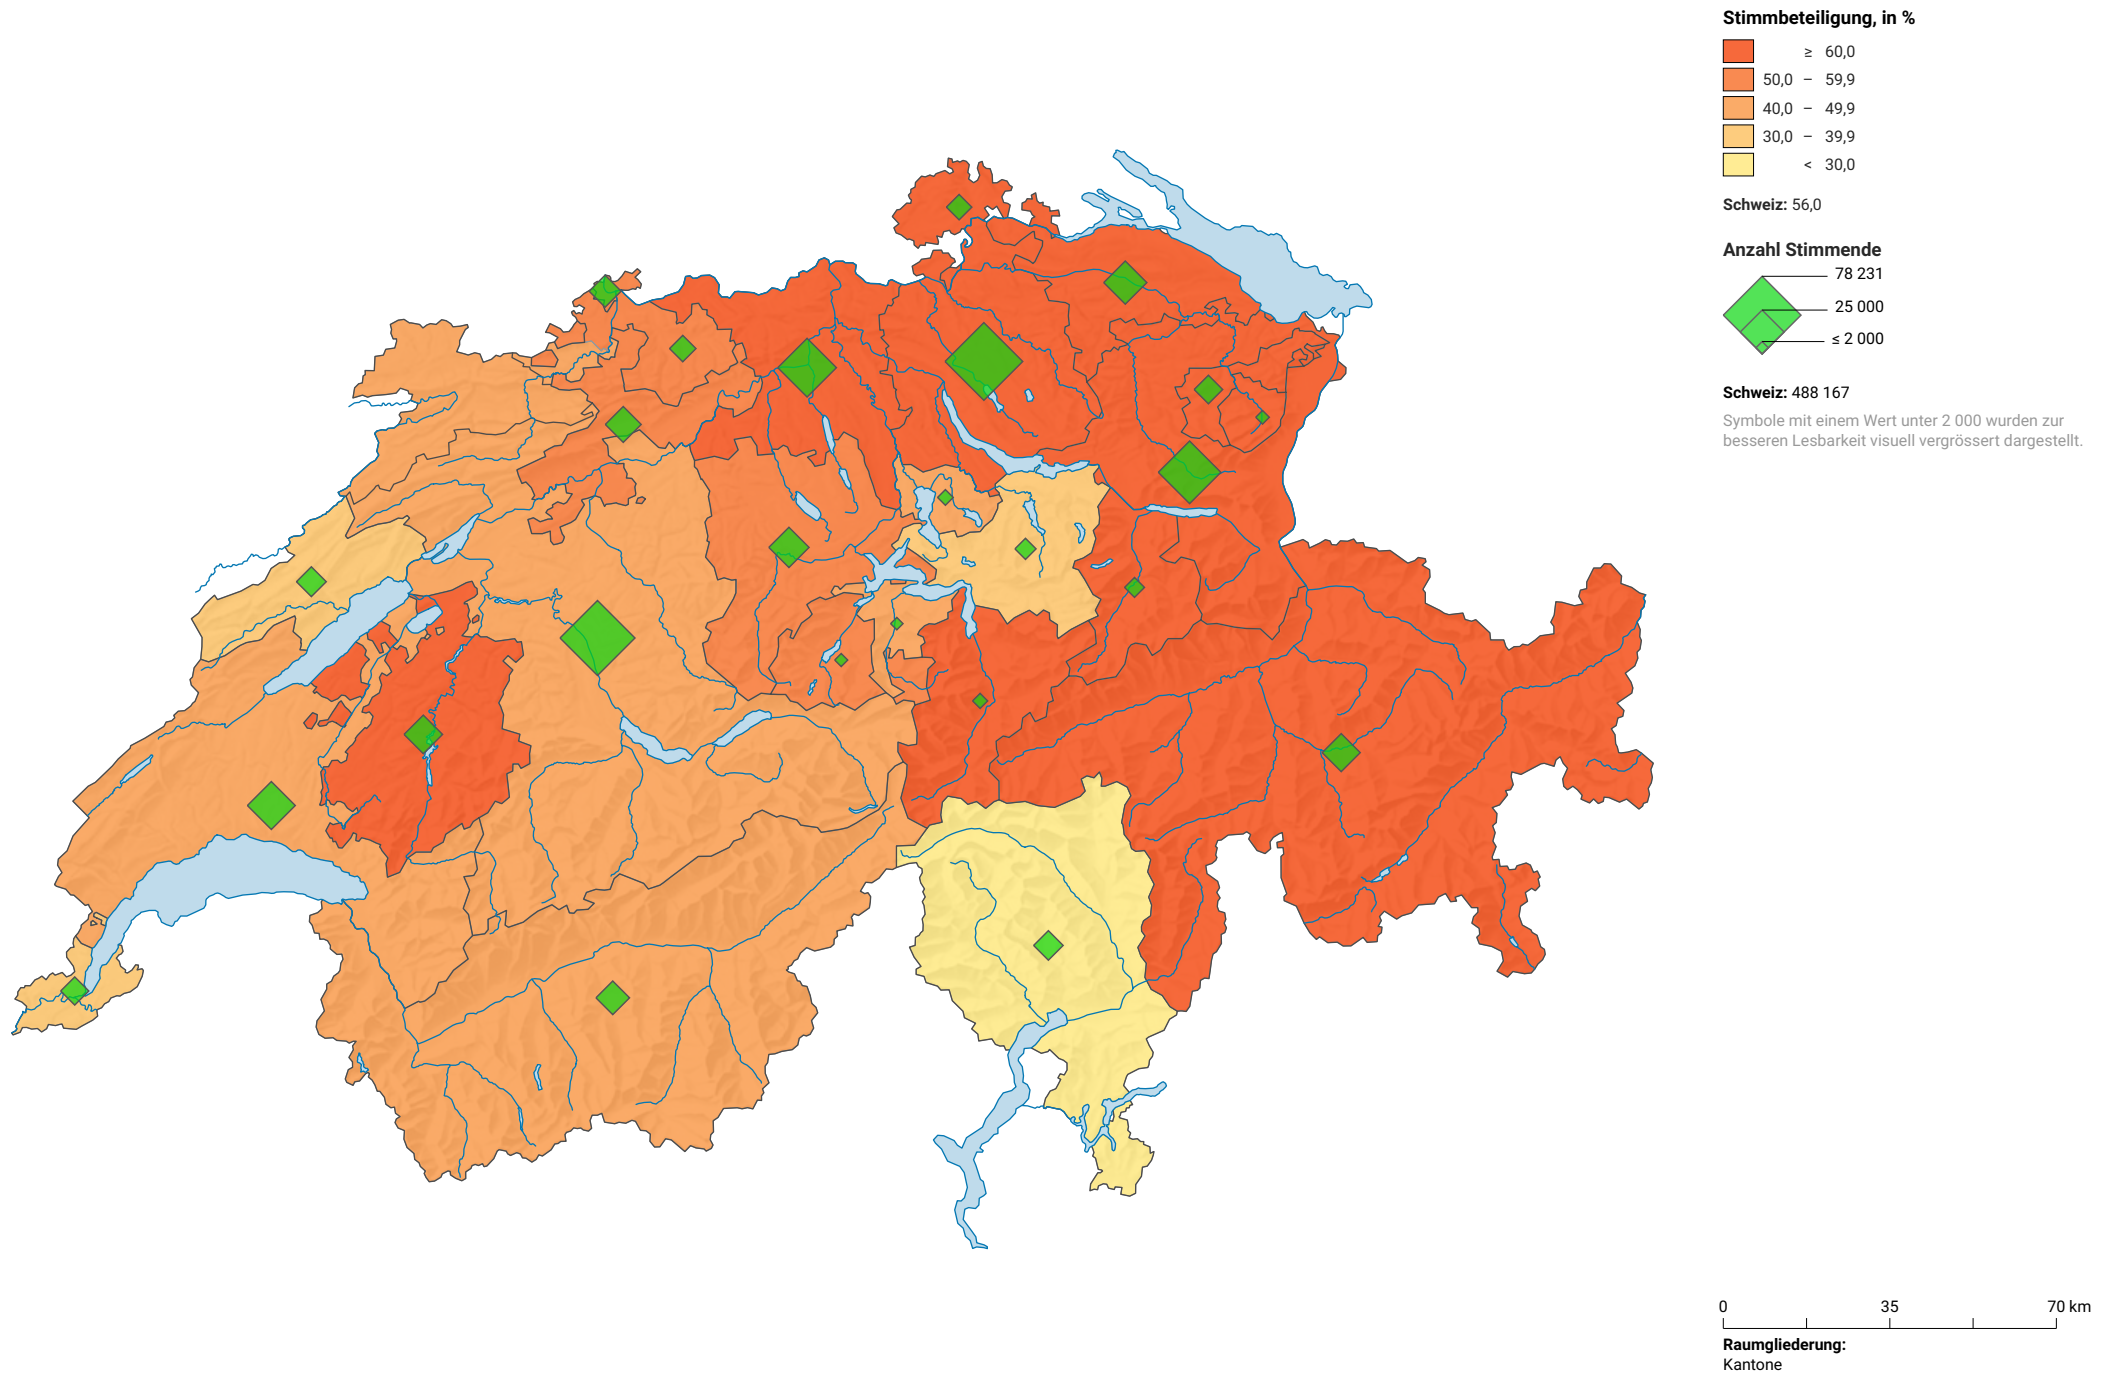 Stimmbeteiligung, in %
≥ 60,0
50,0 – 59,9
40,0 – 49,9
30,0 – 39,9
< 30,0
Schweiz: 56,0
Anzahl Stimmende
78 231
25 000
≤ 2 000
Schweiz: 488 167
Symbole mit einem Wert unter 2 000 wurden zur
besseren Lesbarkeit visuell vergrössert dargestellt.
0 35 70 km
Raumgliederung:
Kantone